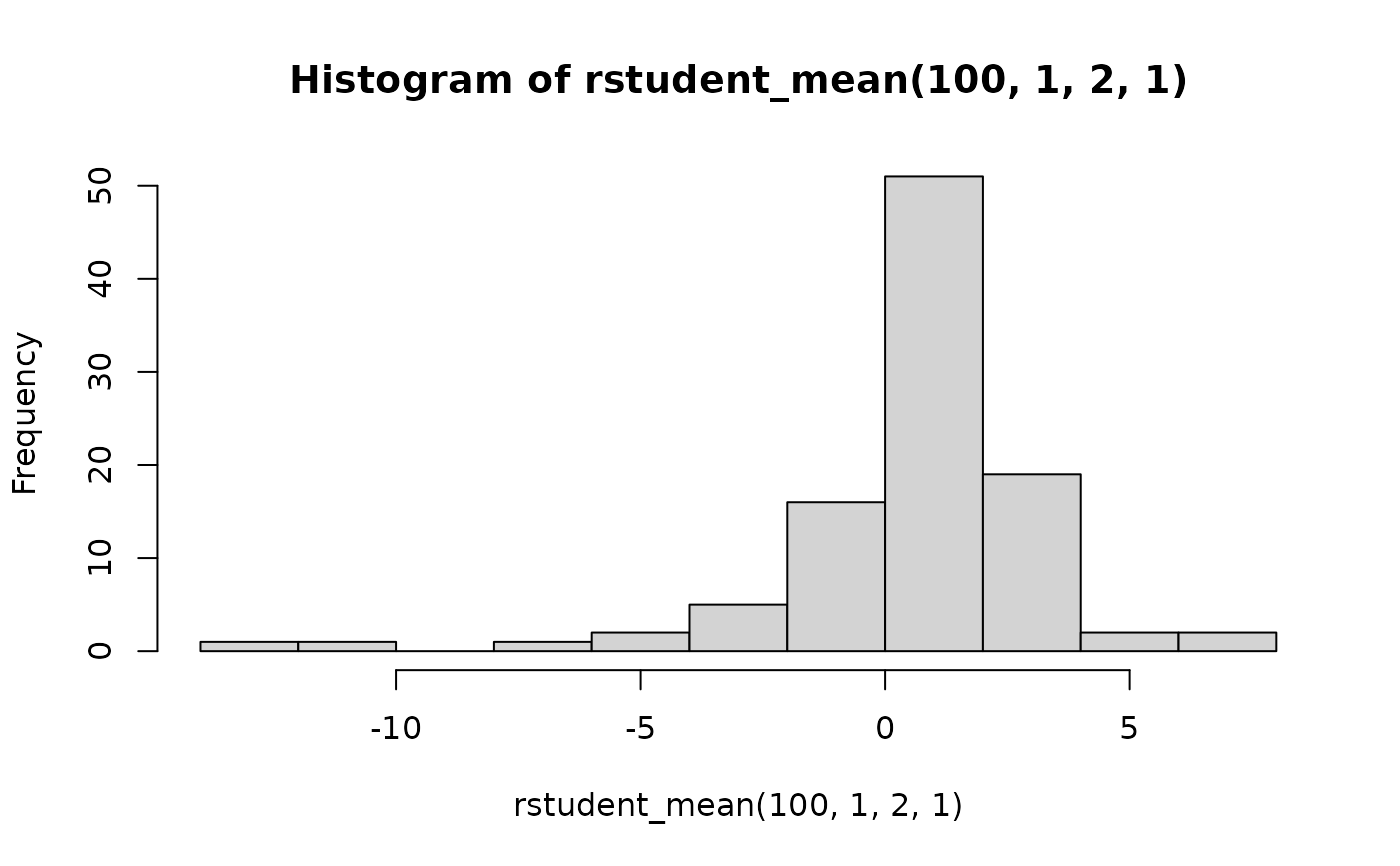 Histogram of rstudent_mean(100, 1, 2, 1)
50
40
30
20
10
0
Frequency
-10 -5 0 5
rstudent_mean(100, 1, 2, 1)